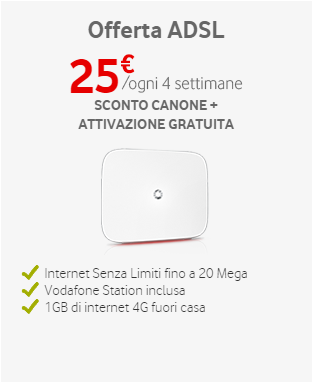 Offerta ADSL
25€/ogni 4 settimane
SCONTO CANONE +
ATTIVAZIONE GRATUITA
Internet Senza Limiti fino a 20 Mega
Vodafone Station inclusa
1GB di internet 4G fuori casa